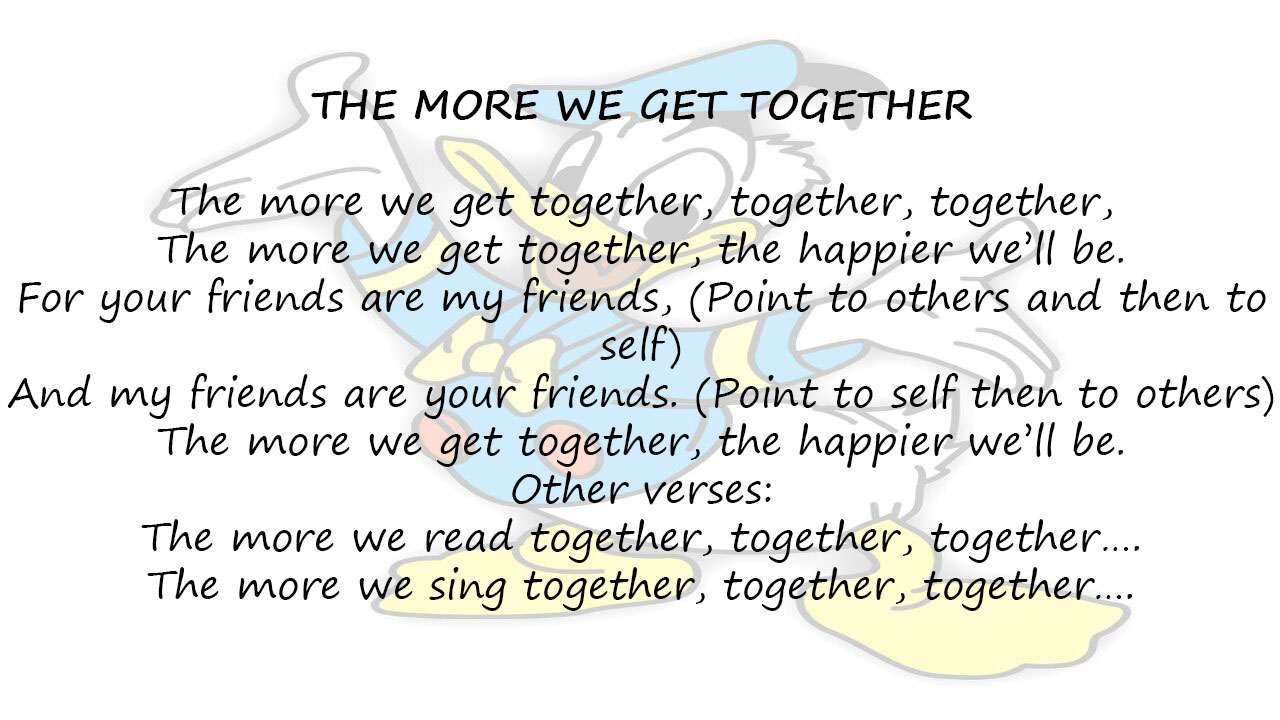 THE MORE WE GET TOGETHER
The more we get together, together, together,
The more we get together, the happier we’ll be.
For your friends are my friends, (Point to others and then to
self)
And my friends are your friends. (Point to self then to others)
The more we get together, the happier we’ll be.
Other verses:
The more we read together, together, together....
The more we sing together, together, together....